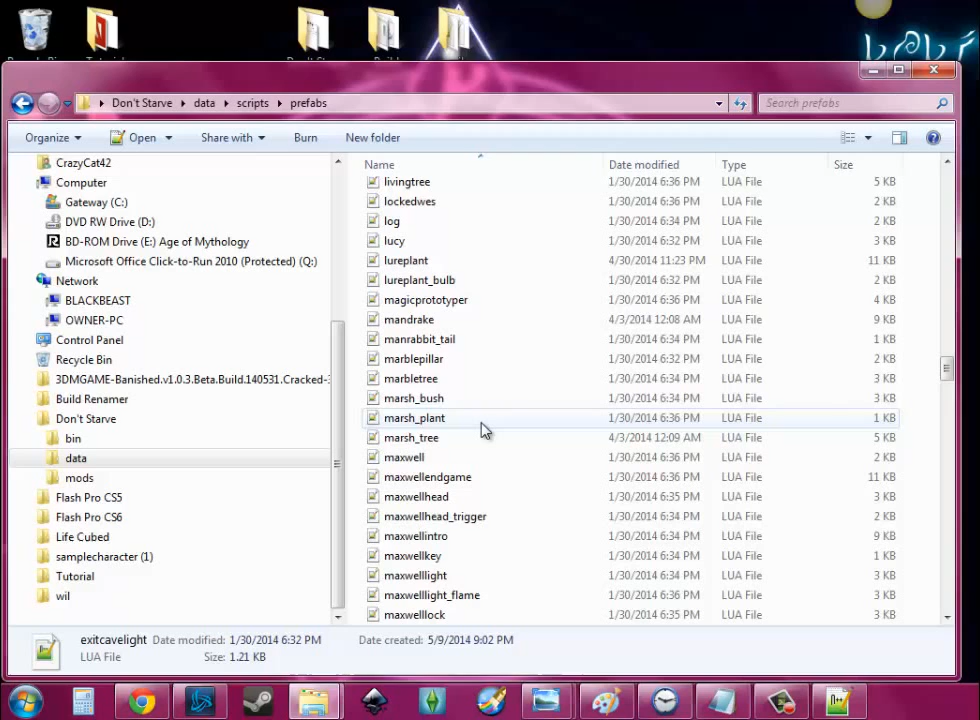 Don't Starve data scripts prefabs Search prefabs
Organize Open Share with Burn New folder
Name Date modified Type Size
CrazyCat42
Computer
Gateway (C:)
DVD RW Drive (D:)
BD-ROM Drive (E:) Age of Mythology
Microsoft Office Click-to-Run 2010 (Protected) (Q:)
Network
BLACKBEAST
OWNER-PC
Control Panel
Recycle Bin
3DMGAME-Banished.v1.0.3.Beta.Build.140531.Cracked-
Build Renamer
Don't Starve
bin
data
mods
Flash Pro CS5
Flash Pro CS6
Life Cubed
samplecharacter (1)
Tutorial
wil
livingtree 1/30/2014 6:36 PM LUA File 5 KB
lockedwes 1/30/2014 6:36 PM LUA File 2 KB
log 1/30/2014 6:34 PM LUA File 2 KB
lucy 1/30/2014 6:32 PM LUA File 3 KB
lureplant 4/30/2014 11:23 PM LUA File 11 KB
lureplant_bulb 1/30/2014 6:32 PM LUA File 2 KB
magicprototyper 1/30/2014 6:36 PM LUA File 4 KB
mandrake 4/3/2014 12:08 AM LUA File 9 KB
manrabbit_tail 1/30/2014 6:34 PM LUA File 2 KB
marblepillar 1/30/2014 6:32 PM LUA File 2 KB
marbletree 1/30/2014 6:36 PM LUA File 3 KB
marsh_bush 1/30/2014 6:34 PM LUA File 3 KB
marsh_plant 1/30/2014 6:36 PM LUA File 1 KB
marsh_tree 4/3/2014 12:09 AM LUA File 5 KB
maxwell 1/30/2014 6:36 PM LUA File 2 KB
maxwellendgame 1/30/2014 6:36 PM LUA File 11 KB
maxwellhead 1/30/2014 6:35 PM LUA File 3 KB
maxwellhead_trigger 1/30/2014 6:34 PM LUA File 2 KB
maxwellintro 1/30/2014 6:36 PM LUA File 9 KB
maxwellkey 1/30/2014 6:34 PM LUA File 1 KB
maxwelllight 1/30/2014 6:34 PM LUA File 3 KB
maxwelllight_flame 1/30/2014 6:36 PM LUA File 2 KB
maxwelllock 1/30/2014 6:35 PM LUA File 3 KB
exitcavelight Date modified: 1/30/2014 6:32 PM Date created: 5/9/2014 9:02 PM
LUA File Size: 1.21 KB